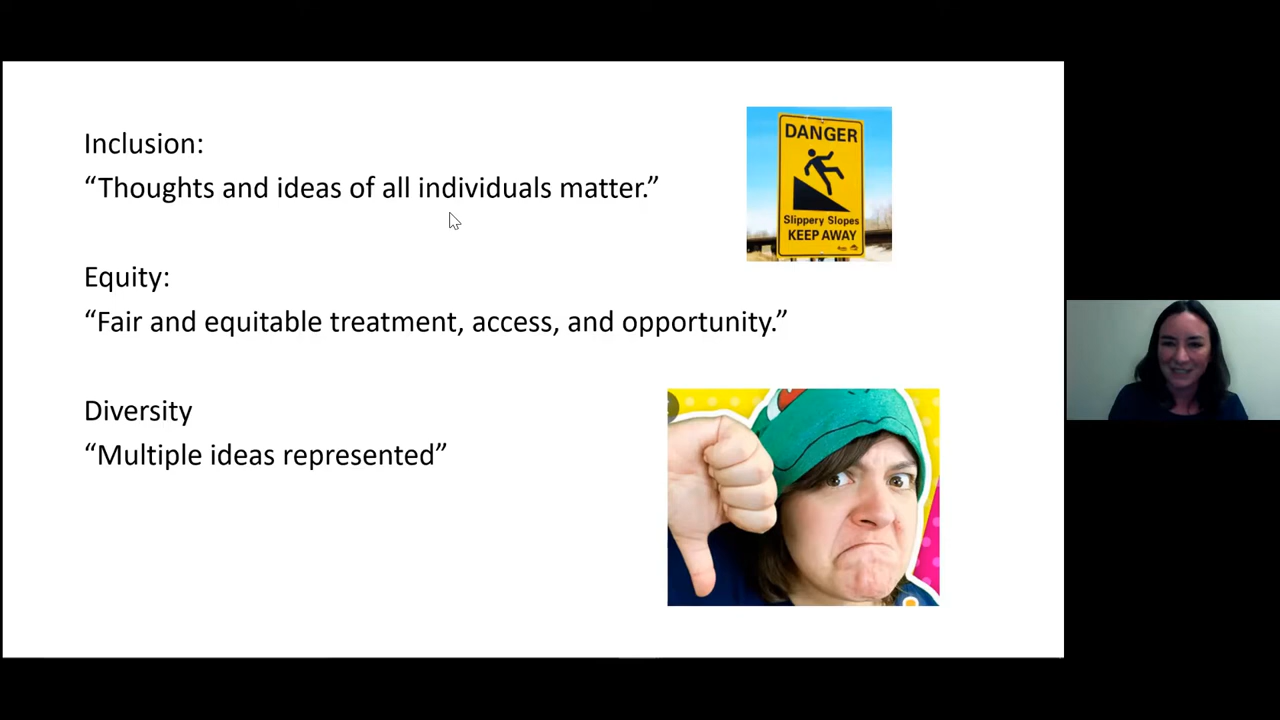 Inclusion:
“Thoughts and ideas of all individuals matter.”
Equity:
“Fair and equitable treatment, access, and opportunity.”
Diversity
“Multiple ideas represented”
DANGER
Slippery Slopes
KEEP AWAY